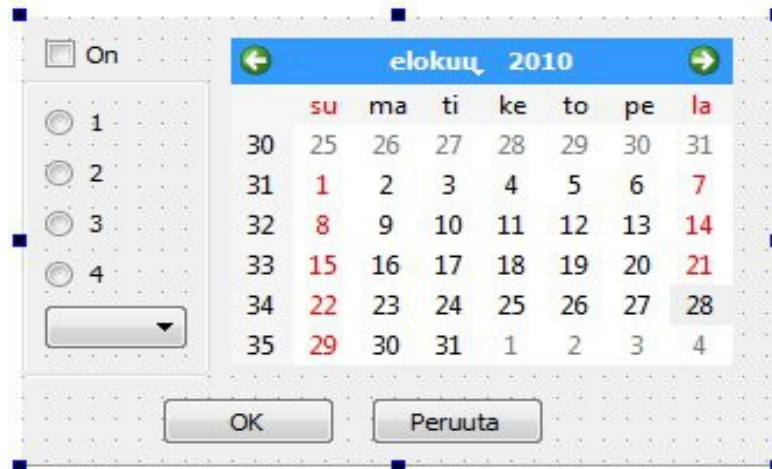 On
1
2
3
4
elokuų 2010
su ma ti ke to pe la
30 25 26 27 28 29 30 31
31 1 2 3 4 5 6 7
32 8 9 10 11 12 13 14
33 15 16 17 18 19 20 21
34 22 23 24 25 26 27 28
35 29 30 31 1 2 3 4
OK Peruuta